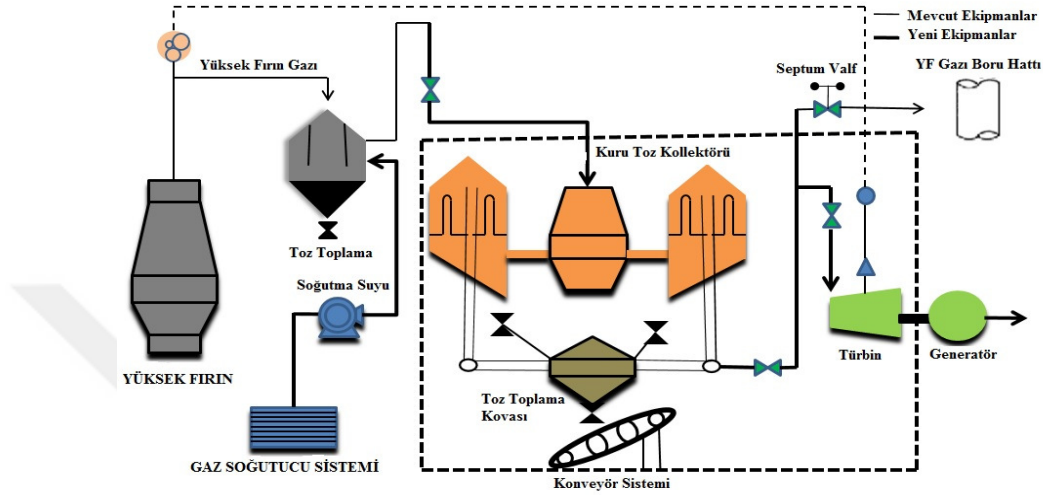 Mevcut Ekipmanlar
Yeni Ekipmanlar
Yüksek Fırın Gazı
Septum Valf
YF Gazı Boru Hattı
Kuru Toz Kollektörü
Toz Toplama
Soğutma Suyu
YÜKSEK FIRIN
Türbin
Generatör
Toz Toplama
Kovası
GAZ SOĞUTUCU SİSTEMİ
Konveyör Sistemi